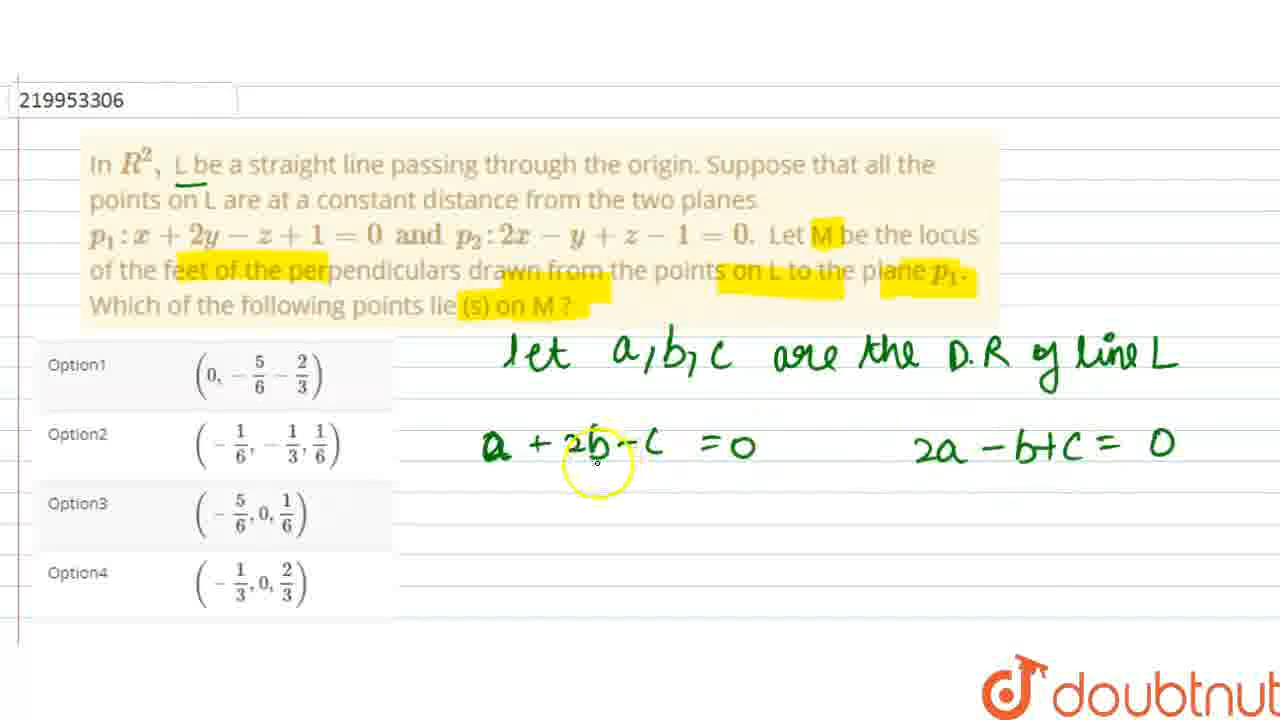 219953306
In R², L be a straight line passing through the origin. Suppose that all the
points on L are at a constant distance from the two planes
p₁ : x + 2y − z + 1 = 0 and p₂ : 2x − y + z − 1 = 0. Let M be the locus
of the feet of the perpendiculars drawn from the points on L to the plane p₁.
Which of the following points lie (s) on M ?
let a, b, c are the D.R of line L
Option1 (0, −5/6 −2/3)
a + 2b − c = 0 2a − b + c = 0
Option2 (−1/6, −1/3, 1/6)
Option3 (−5/6, 0, 1/6)
Option4 (−1/3, 0, 2/3)
doubtnut